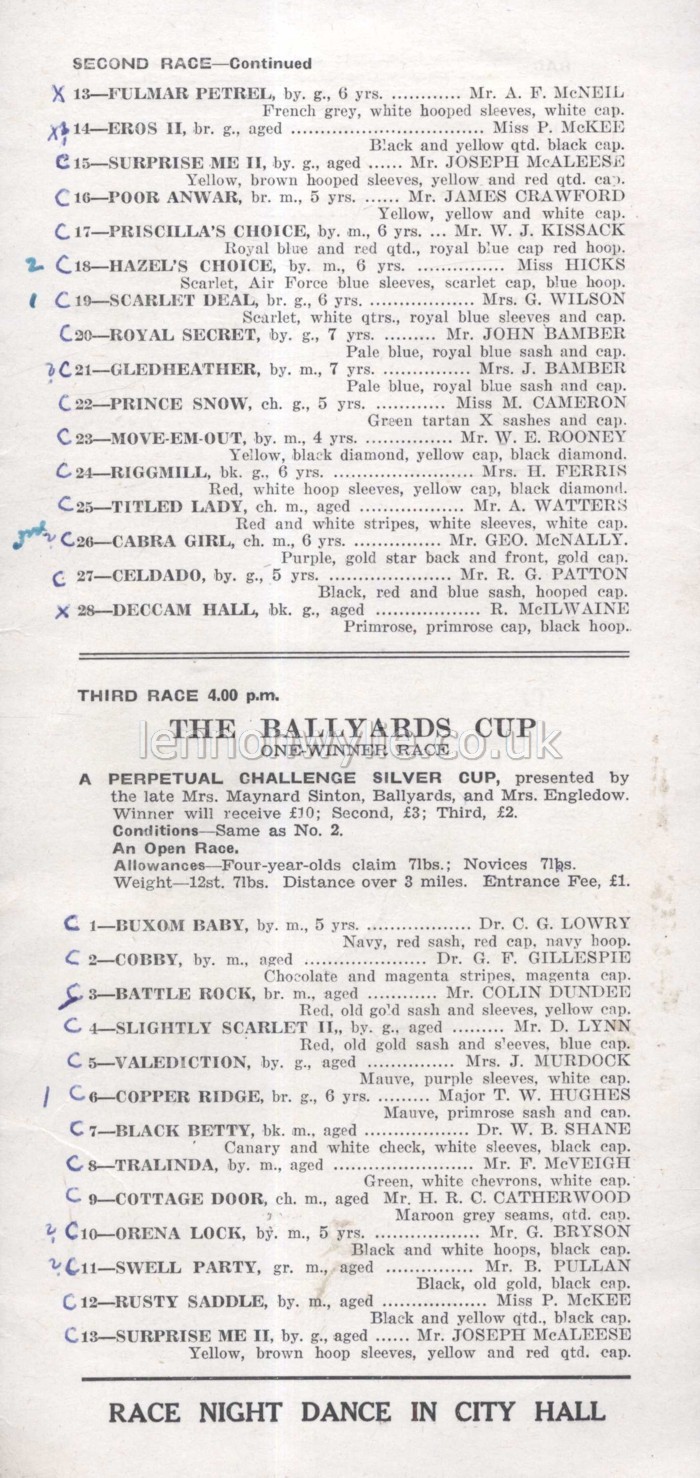 SECOND RACE—Continued
X 13—FULMAR PETREL, by. g., 6 yrs. ............ Mr. A. F. McNEIL
French grey, white hooped sleeves, white cap.
X 14—EROS II, br. g., aged ................................ Miss P. McKEE
Black and yellow qtd. black cap.
C 15—SURPRISE ME II, by. g., aged ...... Mr. JOSEPH McALEESE
Yellow, brown hooped sleeves, yellow and red qtd. cap.
C 16—POOR ANWAR, br. m., 5 yrs. ...... Mr. JAMES CRAWFORD
Yellow, yellow and white cap.
C 17—PRISCILLA'S CHOICE, by. m., 6 yrs. ... Mr. W. J. KISSACK
Royal blue and red qtd., royal blue cap red hoop.
2 C 18—HAZEL'S CHOICE, by. m., 6 yrs. ............... Miss HICKS
Scarlet, Air Force blue sleeves, scarlet cap, blue hoop.
1 C 19—SCARLET DEAL, br. g., 6 yrs. .................. Mrs. G. WILSON
Scarlet, white qtrs., royal blue sleeves and cap.
C 20—ROYAL SECRET, by. g., 7 yrs. ......... Mr. JOHN BAMBER
Pale blue, royal blue sash and cap.
? C 21—GLEDHEATHER, by. m., 7 yrs. ............... Mrs. J. BAMBER
Pale blue, royal blue sash and cap.
C 22—PRINCE SNOW, ch. g., 5 yrs. ............ Miss M. CAMERON
Green tartan X sashes and cap.
C 23—MOVE-EM-OUT, by. m., 4 yrs. ............... Mr. W. E. ROONEY
Yellow, black diamond, yellow cap, black diamond.
C 24—RIGGMILL, bk. g., 6 yrs. ........................ Mrs. H. FERRIS
Red, white hoop sleeves, yellow cap, black diamond.
C 25—TITLED LADY, ch. m., aged .................... Mr. A. WATTERS
Red and white stripes, white sleeves, white cap.
3rd ? C 26—CABRA GIRL, ch. m., 6 yrs. ............... Mr. GEO. McNALLY.
Purple, gold star back and front, gold cap.
C 27—CELDADO, by. g., 5 yrs. .................... Mr. R. G. PATTON
Black, red and blue sash, hooped cap.
X 28—DECCAM HALL, bk. g., aged .................. R. McILWAINE
Primrose, primrose cap, black hoop.
THIRD RACE 4.00 p.m.
THE BALLYARDS CUP
lennonwylie.co.uk
ONE-WINNER RACE
A PERPETUAL CHALLENGE SILVER CUP, presented by
the late Mrs. Maynard Sinton, Ballyards, and Mrs. Engledow.
Winner will receive £10; Second, £3; Third, £2.
Conditions—Same as No. 2.
An Open Race.
Allowances—Four-year-olds claim 7lbs.; Novices 7lbs.
Weight—12st. 7lbs. Distance over 3 miles. Entrance Fee, £1.
C 1—BUXOM BABY, by. m., 5 yrs. .................. Dr. C. G. LOWRY
Navy, red sash, red cap, navy hoop.
C 2—COBBY, by. m., aged ........................ Dr. G. F. GILLESPIE
Chocolate and magenta stripes, magenta cap.
C 3—BATTLE ROCK, br. m., aged ............ Mr. COLIN DUNDEE
Red, old gold sash and sleeves, yellow cap.
C 4—SLIGHTLY SCARLET II,, by. g., aged ......... Mr. D. LYNN
Red, old gold sash and sleeves, blue cap.
C 5—VALEDICTION, by. g., aged ............... Mrs. J. MURDOCK
Mauve, purple sleeves, white cap.
1 C 6—COPPER RIDGE, br. g., 6 yrs. ......... Major T. W. HUGHES
Mauve, primrose sash and cap.
C 7—BLACK BETTY, bk. m., aged .................. Dr. W. B. SHANE
Canary and white check, white sleeves, black cap.
C 8—TRALINDA, by. m., aged ........................ Mr. F. McVEIGH
Green, white chevrons, white cap.
C 9—COTTAGE DOOR, ch. m., aged Mr. H. R. C. CATHERWOOD
Maroon grey seams, qtd. cap.
? C 10—ORENA LOCK, by. m., 5 yrs. .................. Mr. G. BRYSON
Black and white hoops, black cap.
? C 11—SWELL PARTY, gr. m., aged ................ Mr. B. PULLAN
Black, old gold, black cap.
C 12—RUSTY SADDLE, by. m., aged .................. Miss P. McKEE
Black and yellow qtd., black cap.
C 13—SURPRISE ME II, by. g., aged ...... Mr. JOSEPH McALEESE
Yellow, brown hoop sleeves, yellow and red qtd. cap.
RACE NIGHT DANCE IN CITY HALL